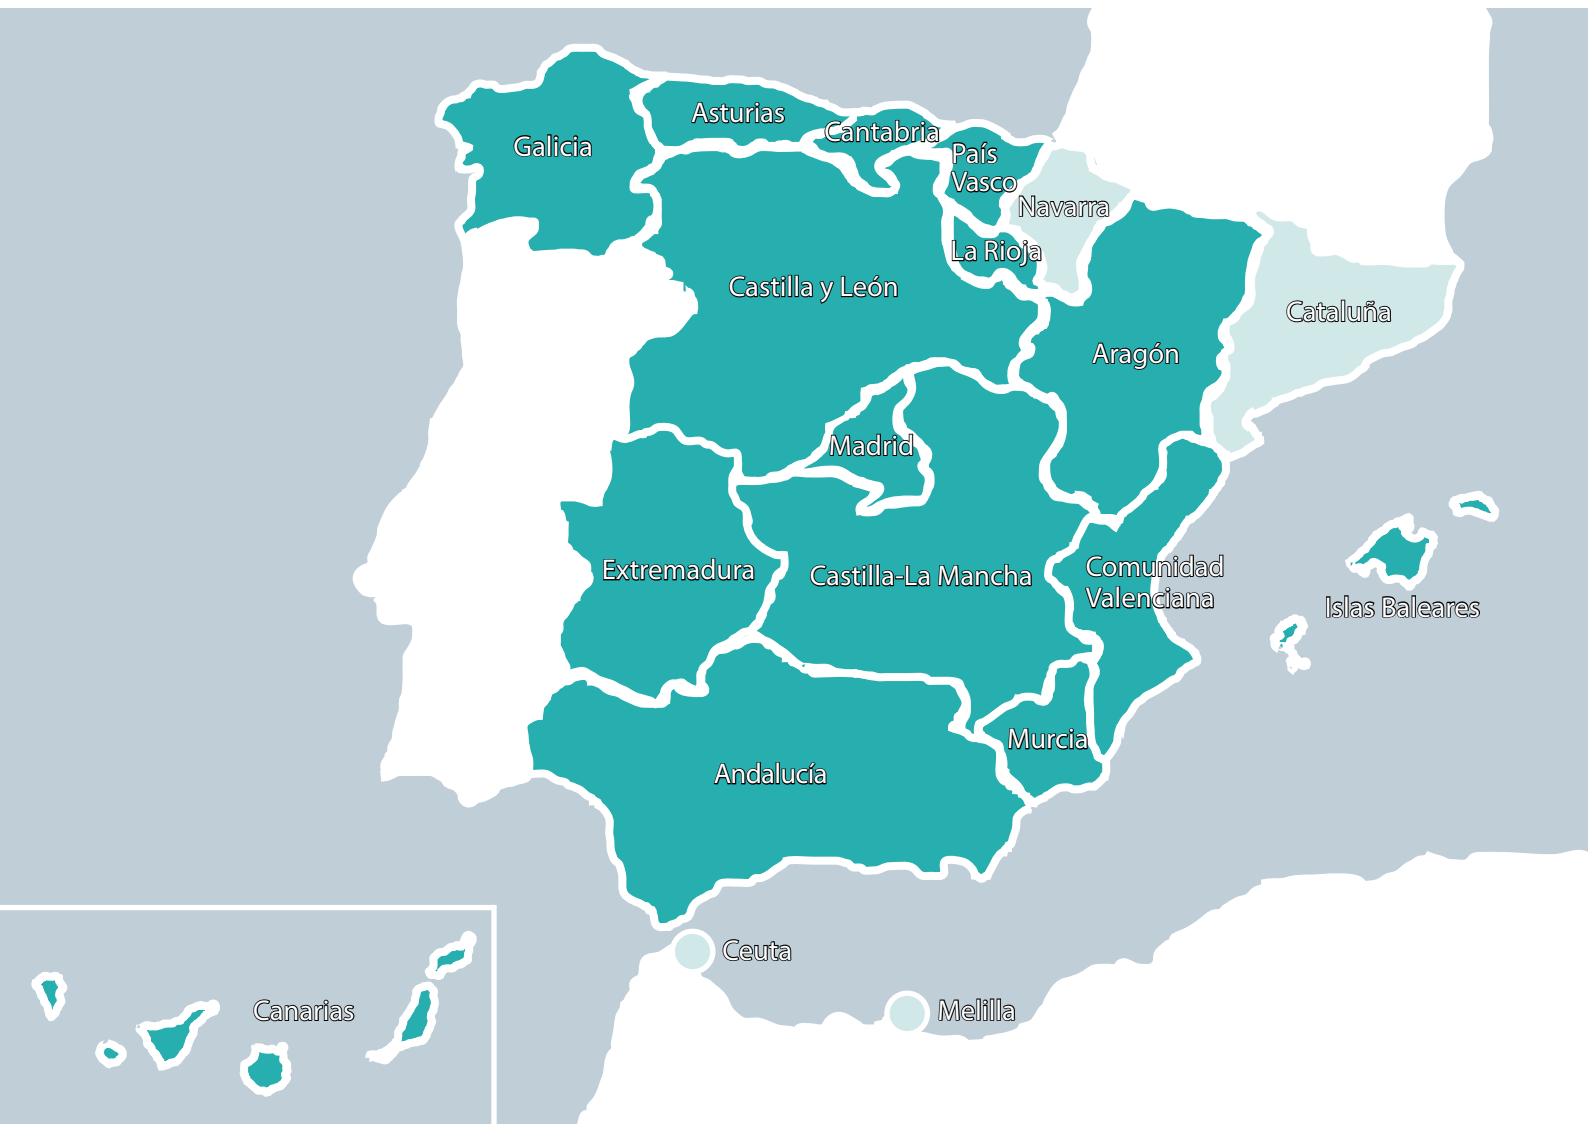 Galicia
Asturias
Cantabria
País
Vasco
Navarra
La Rioja
Castilla y León
Cataluña
Aragón
Madrid
Extremadura
Castilla-La Mancha
Comunidad
Valenciana
Islas Baleares
Murcia
Andalucía
Ceuta
Canarias
Melilla